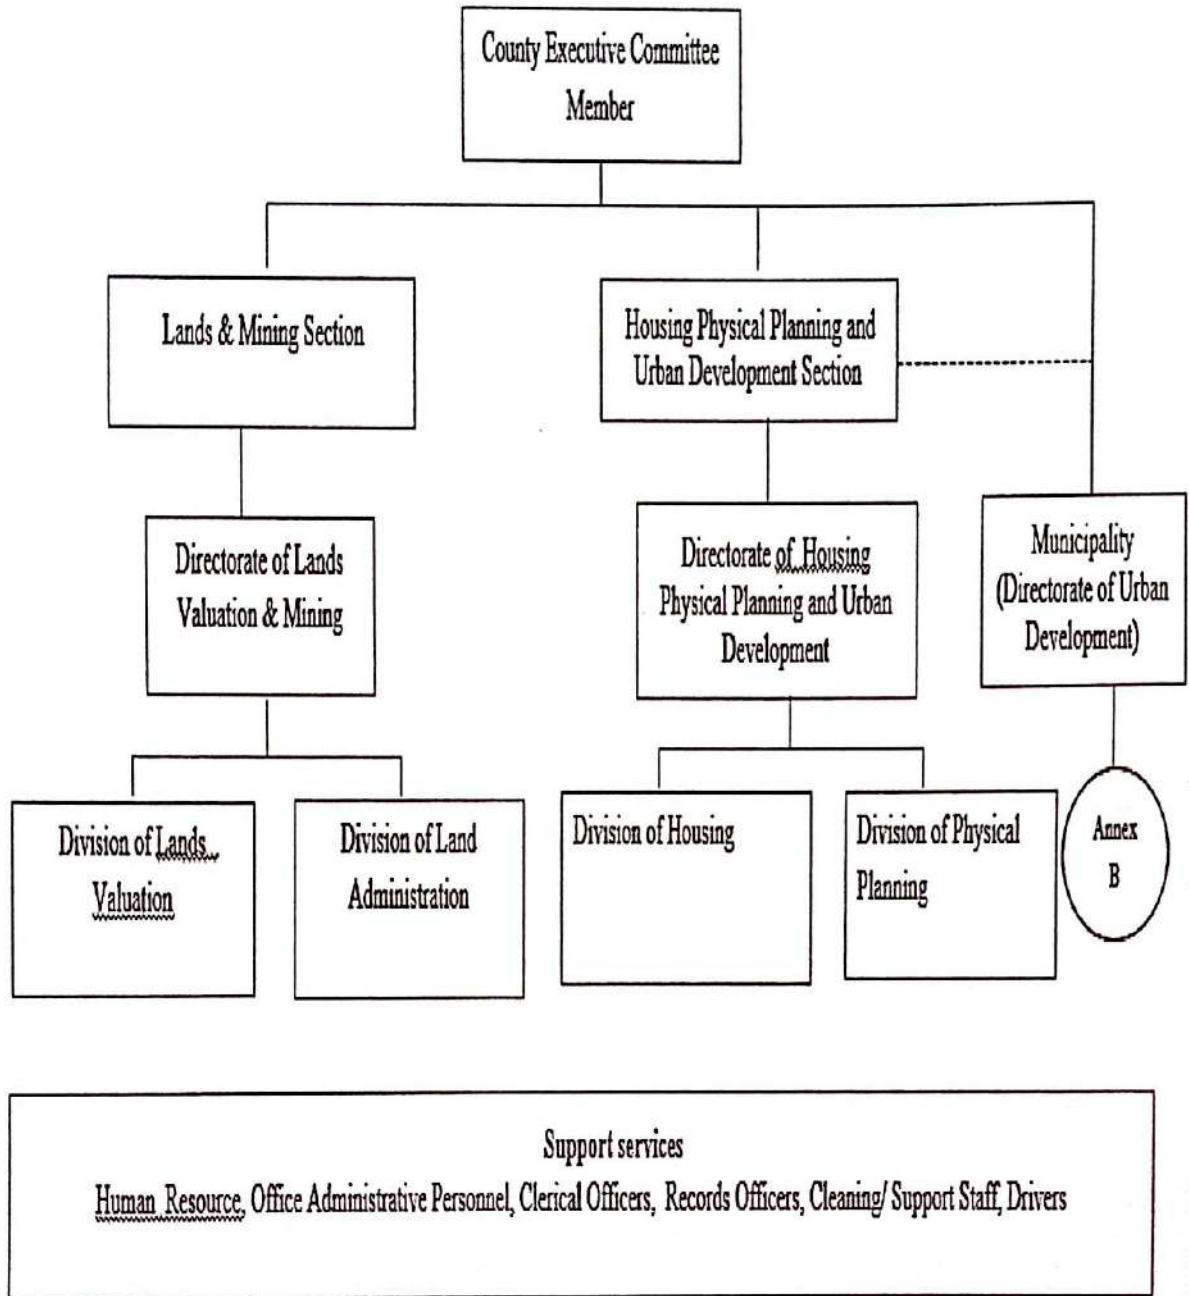 County Executive Committee
Member
Lands & Mining Section
Housing Physical Planning and
Urban Development Section
Directorate of Lands
Valuation & Mining
Directorate of Housing
Physical Planning and Urban
Development
Municipality
(Directorate of Urban
Development)
Division of Lands
Valuation
Division of Land
Administration
Division of Housing
Division of Physical
Planning
Annex
B
Support services
Human Resource, Office Administrative Personnel, Clerical Officers, Records Officers, Cleaning/ Support Staff, Drivers